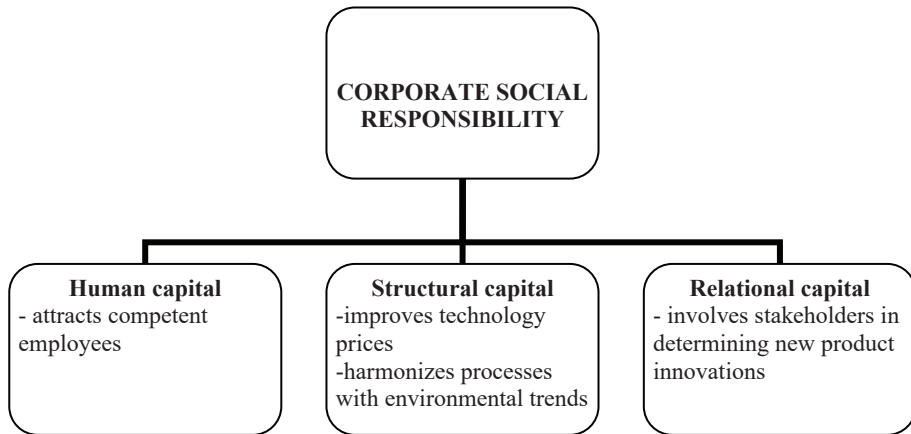 CORPORATE SOCIAL
RESPONSIBILITY
Human capital
- attracts competent
employees
Structural capital
-improves technology
prices
-harmonizes processes
with environmental trends
Relational capital
- involves stakeholders in
determining new product
innovations